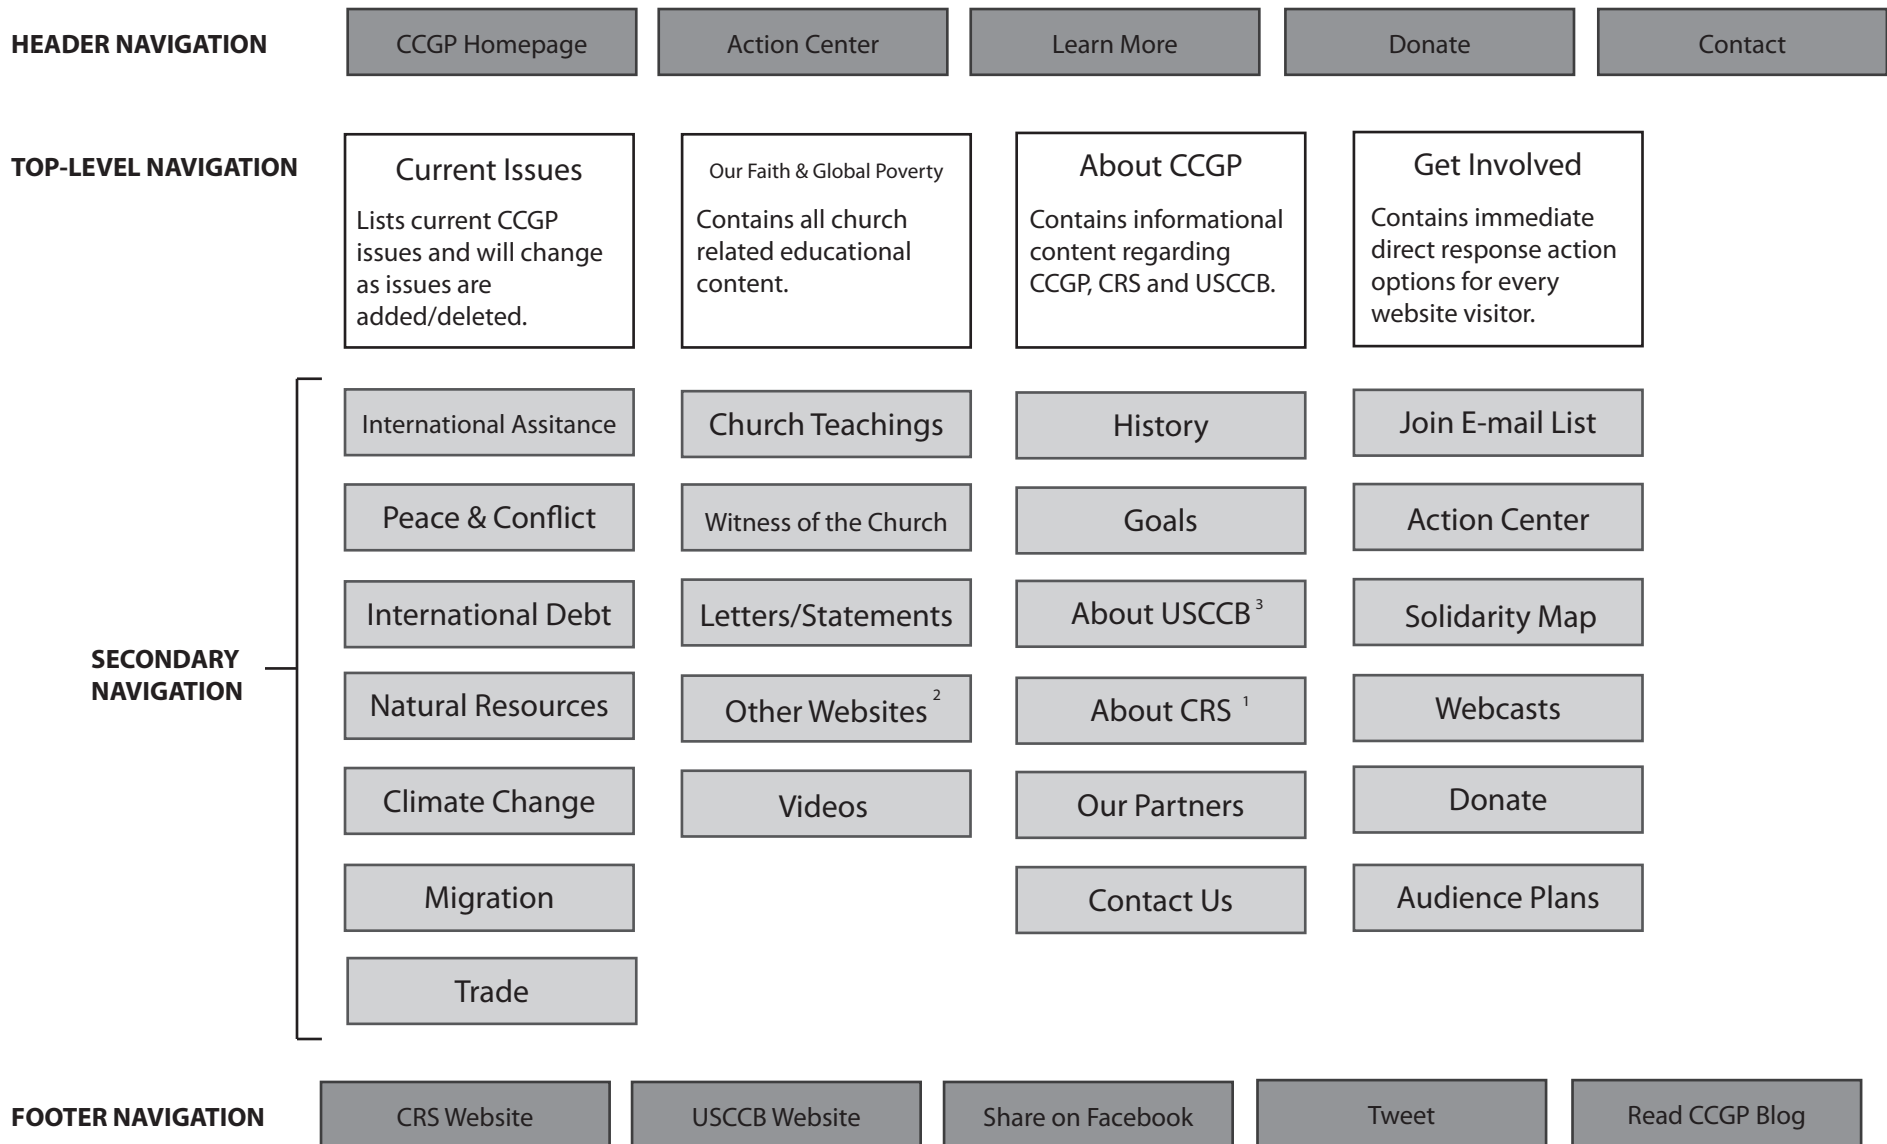 HEADER NAVIGATION
CCGP Homepage
Action Center
Learn More
Donate
Contact
TOP-LEVEL NAVIGATION
Current Issues
Lists current CCGP
issues and will change
as issues are
added/deleted.
Our Faith & Global Poverty
Contains all church
related educational
content.
About CCGP
Contains informational
content regarding
CCGP, CRS and USCCB.
Get Involved
Contains immediate
direct response action
options for every
website visitor.
SECONDARY
NAVIGATION
International Assitance
Peace & Conflict
International Debt
Natural Resources
Climate Change
Migration
Trade
Church Teachings
Witness of the Church
Letters/Statements
Other Websites 2
Videos
History
Goals
About USCCB 3
About CRS 1
Our Partners
Contact Us
Join E-mail List
Action Center
Solidarity Map
Webcasts
Donate
Audience Plans
FOOTER NAVIGATION
CRS Website
USCCB Website
Share on Facebook
Tweet
Read CCGP Blog